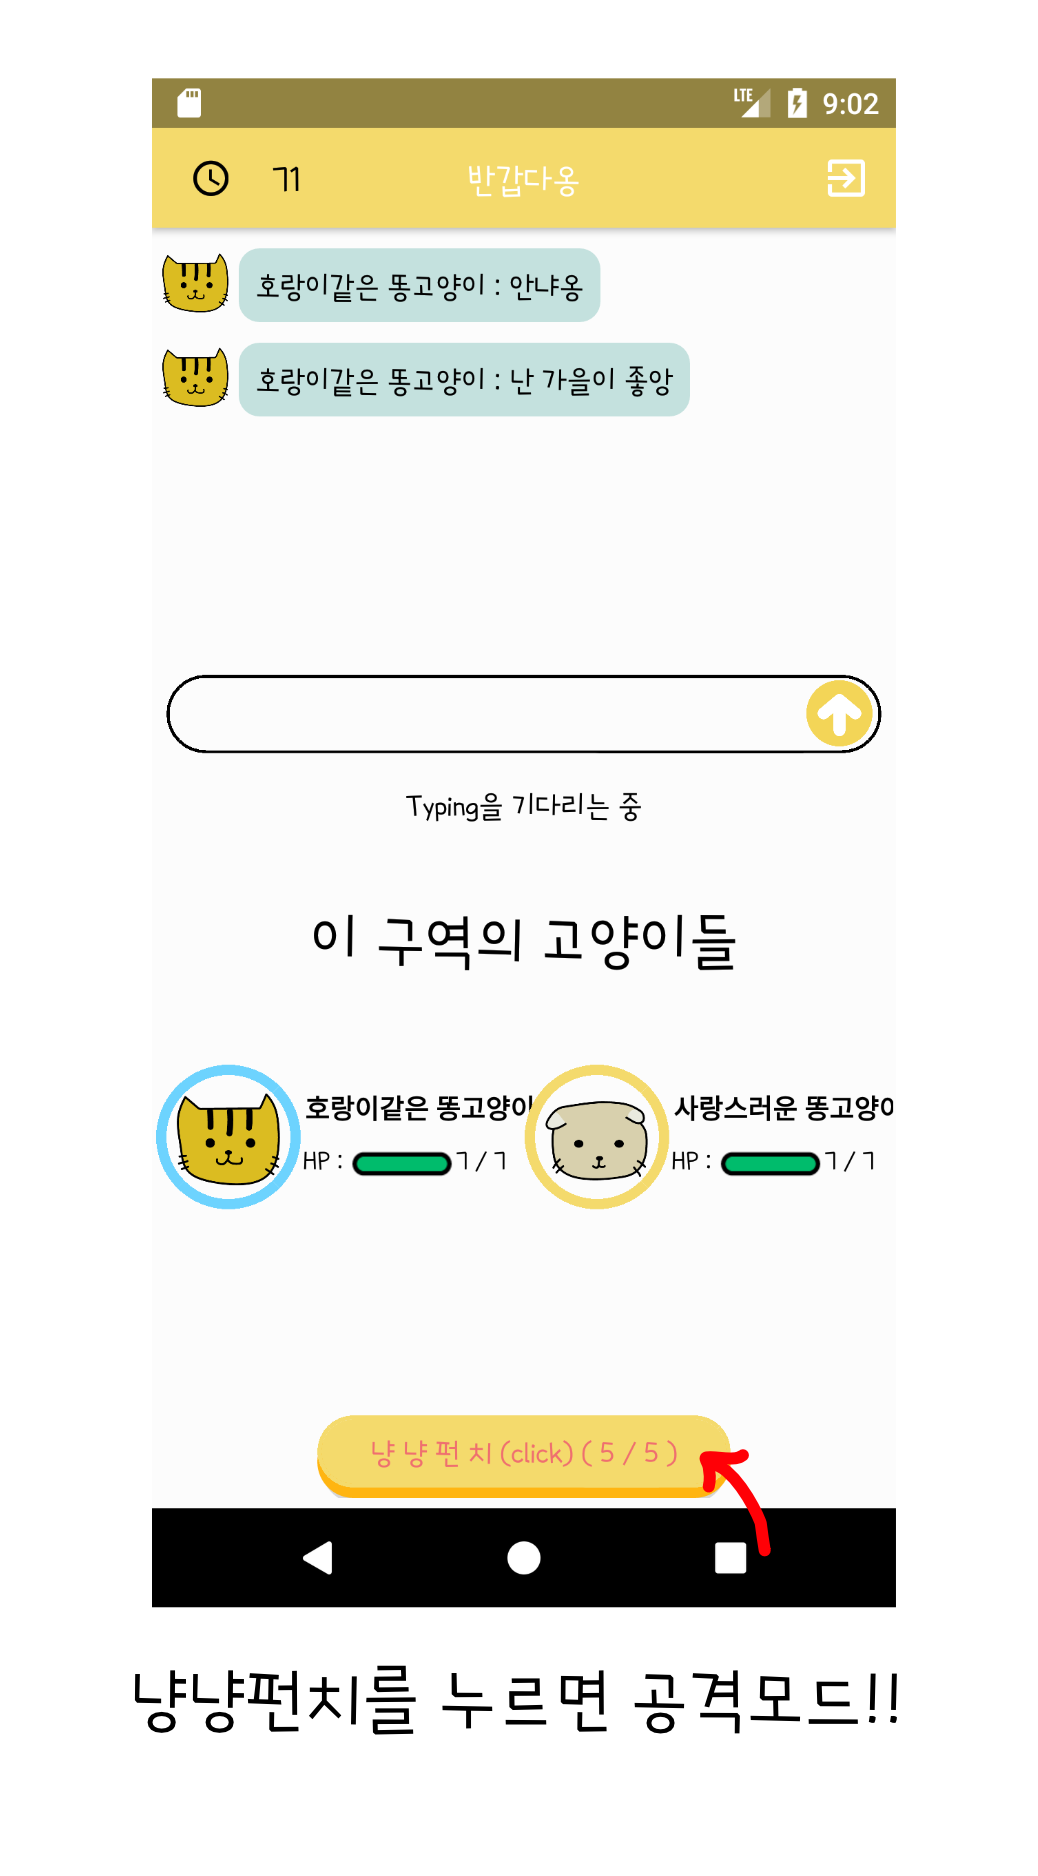 LTE 9:02
71 반갑다옹
호랑이같은 똥고양이 : 안냐옹
호랑이같은 똥고양이 : 난 가을이 좋앙
Typing을 기다리는 중
이 구역의 고양이들
호랑이같은 똥고양이 사랑스러운 똥고양이
HP : 7 / 7 HP : 7 / 7
냥 냥 펀 치 (click) ( 5 / 5 )
냥냥펀치를 누르면 공격모드!!